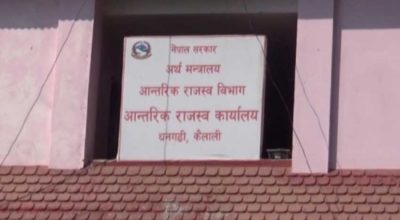 नेपाल सरकार
अर्थ मन्त्रालय
आन्तरिक राजस्व विभाग
आन्तरिक राजस्व कार्यालय
धनगढी, कैलाली